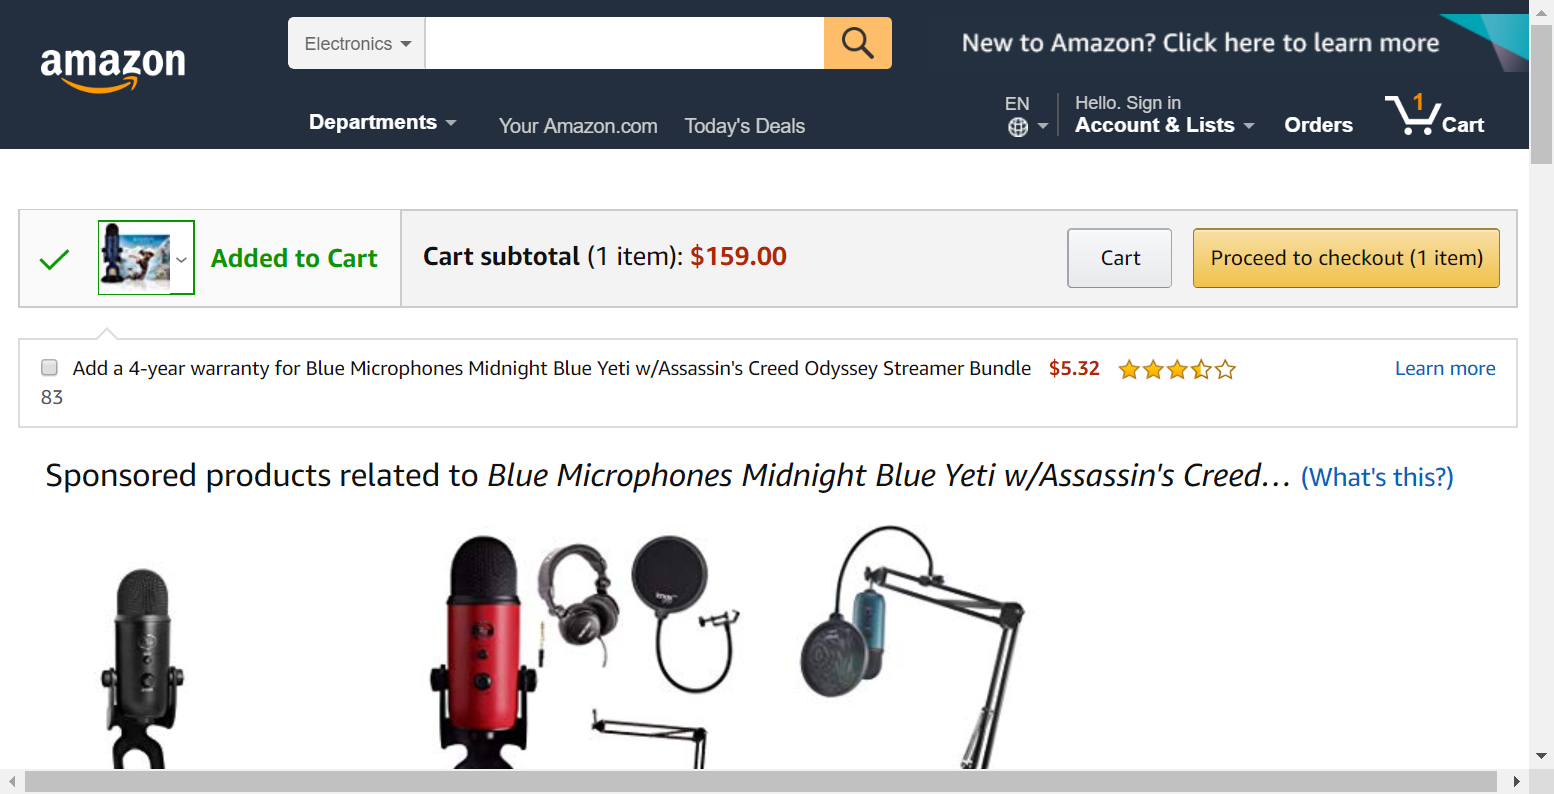 amazon
Electronics
New to Amazon? Click here to learn more
Departments
Your Amazon.com
Today's Deals
EN
Hello. Sign in
Account & Lists
Orders
1
Cart
Added to Cart
Cart subtotal (1 item): $159.00
Cart
Proceed to checkout (1 item)
Add a 4-year warranty for Blue Microphones Midnight Blue Yeti w/Assassin's Creed Odyssey Streamer Bundle $5.32
Learn more
83
Sponsored products related to Blue Microphones Midnight Blue Yeti w/Assassin's Creed… (What's this?)